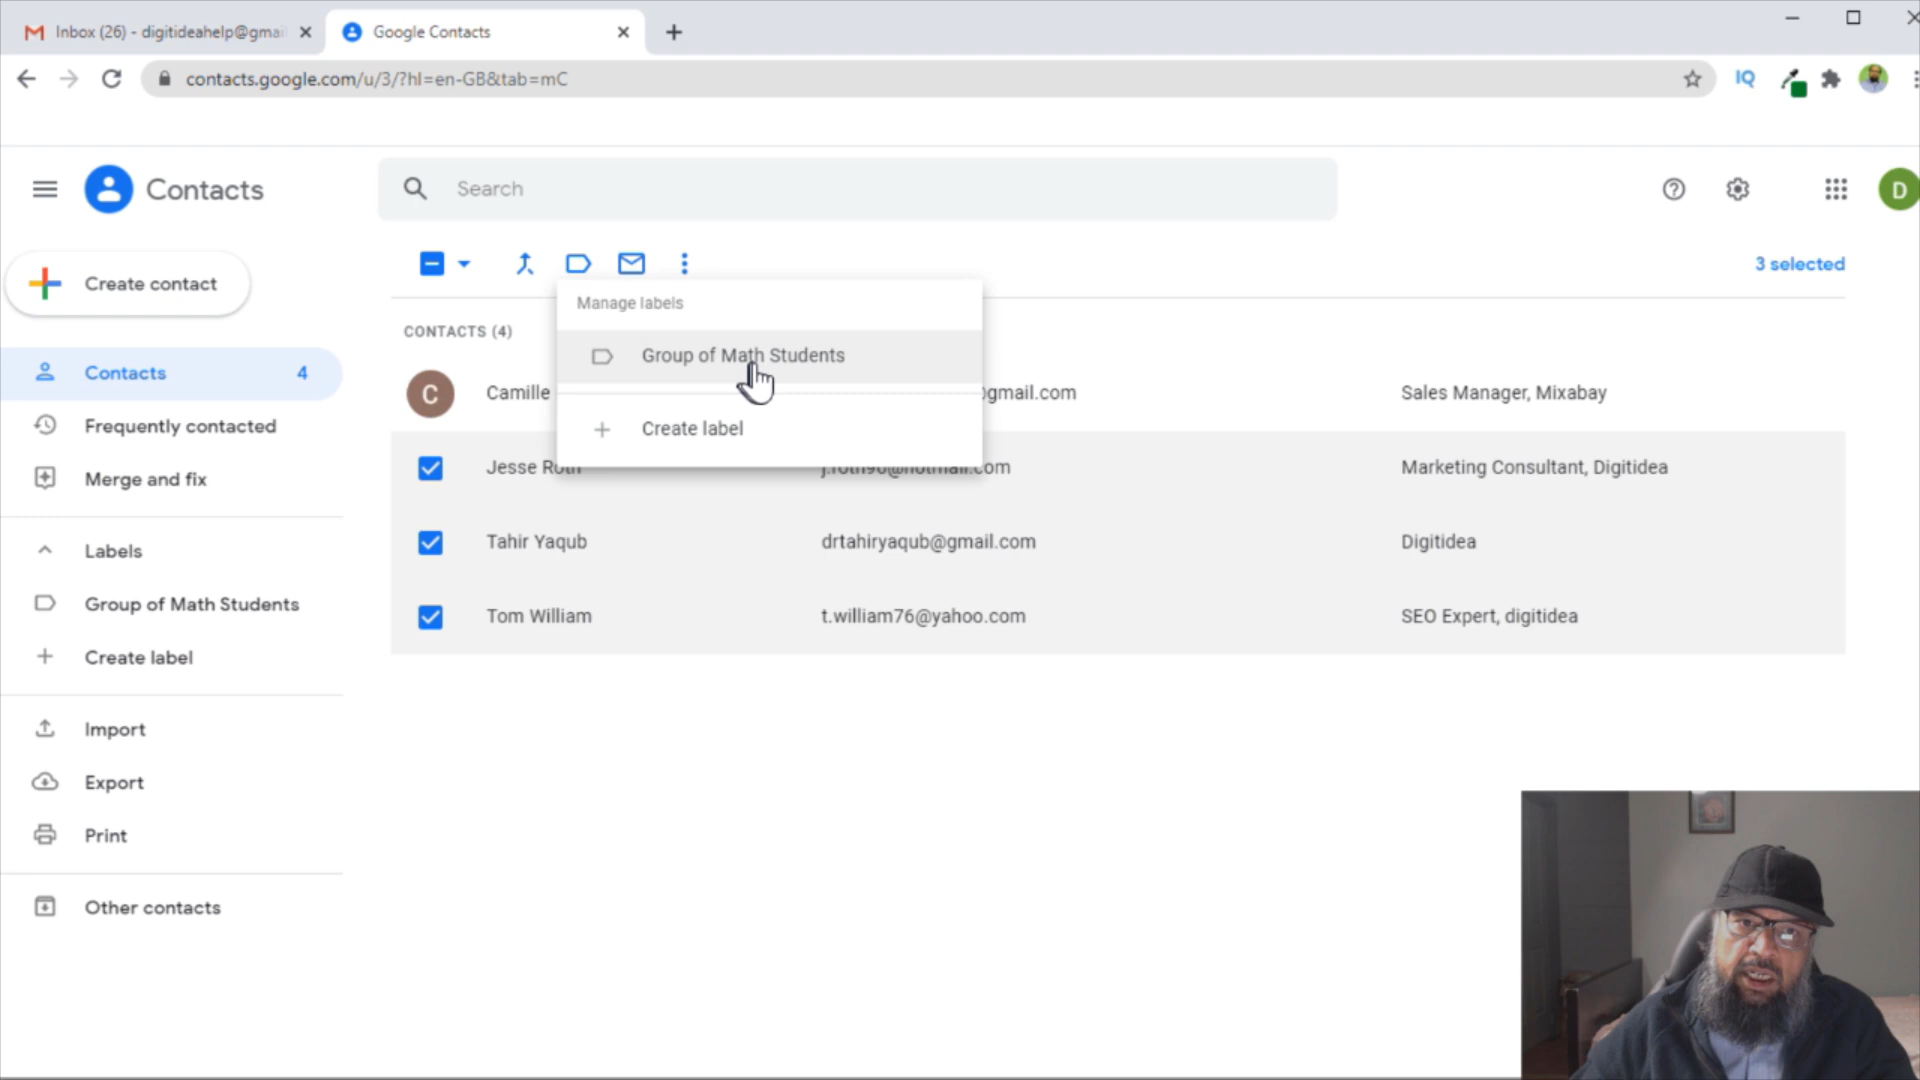 Inbox (26) - digitideahelp@gmai
Google Contacts
contacts.google.com/u/3/?hl=en-GB&tab=mC
IQ
Contacts
Search
D
Create contact
3 selected
Manage labels
CONTACTS (4)
Group of Math Students
Contacts 4
C Camille gmail.com Sales Manager, Mixabay
Frequently contacted
Create label
Jesse Roth j.roth90@hotmail.com Marketing Consultant, Digitidea
Merge and fix
Tahir Yaqub drtahiryaqub@gmail.com Digitidea
Labels
Group of Math Students
Tom William t.william76@yahoo.com SEO Expert, digitidea
Create label
Import
Export
Print
Other contacts